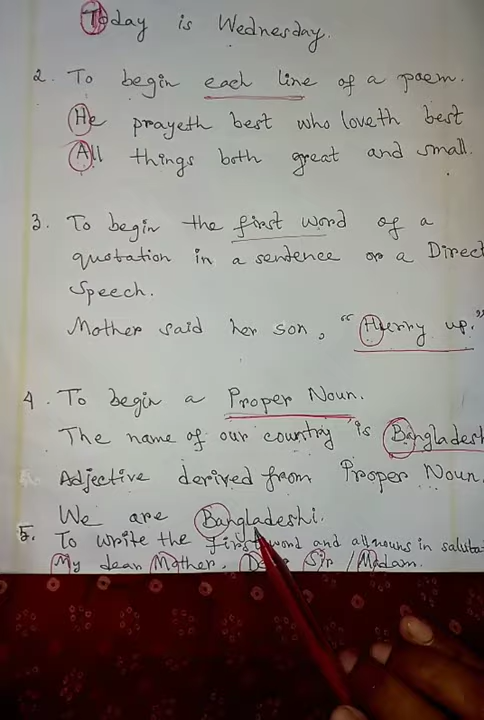 Today is Wednesday.
2. To begin each line of a poem.
He prayeth best who loveth best
All things both great and small.
3. To begin the first word of a
quotation in a sentence or a Direct
Speech.
Mother said her son, "Hurry up."
4. To begin a Proper Noun.
The name of our country is Bangladesh
Adjective derived from Proper Noun.
We are Bangladeshi.
5. To write the first word and all nouns in saluta
My dear Mother. Dear Sir / Madam.